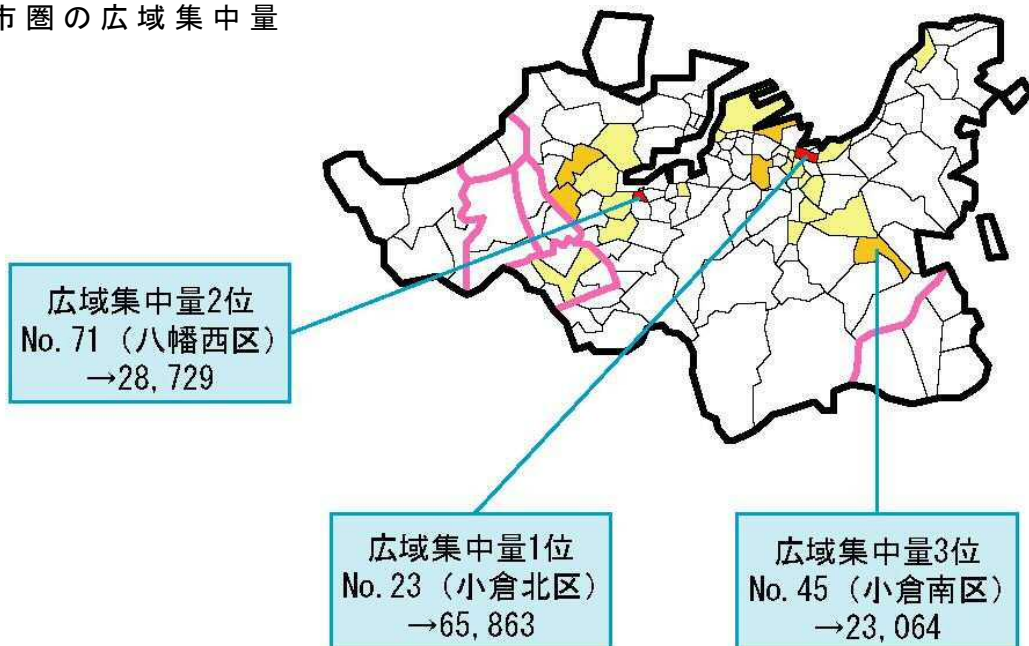 市圏の広域集中量
広域集中量2位
No. 71 (八幡西区)
→28, 729
広域集中量1位
No. 23 (小倉北区)
→65, 863
広域集中量3位
No. 45 (小倉南区)
→23, 064